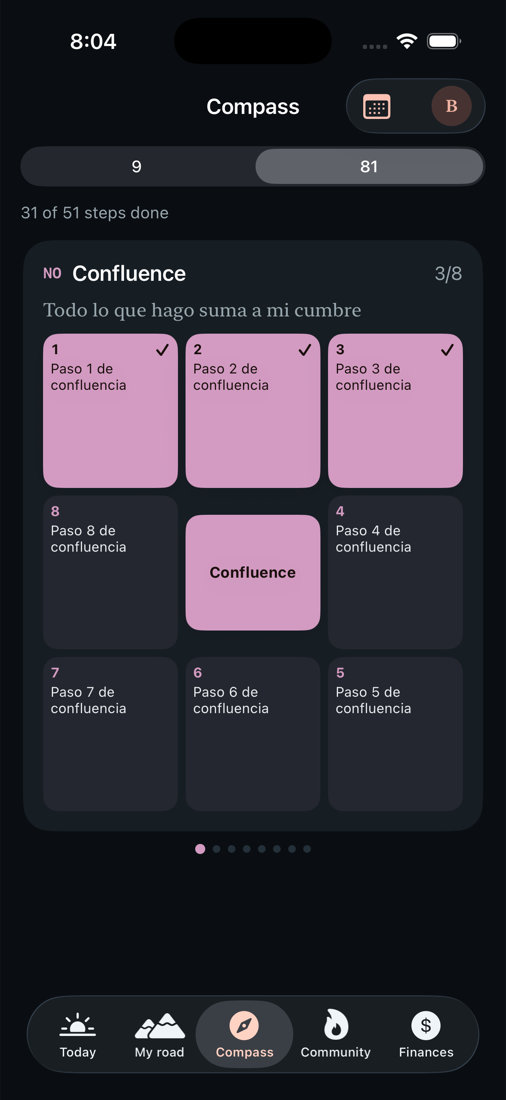 8:04
Compass
B
9
81
31 of 51 steps done
NO Confluence 3/8
Todo lo que hago suma a mi cumbre
1
Paso 1 de
confluencia
2
Paso 2 de
confluencia
3
Paso 3 de
confluencia
8
Paso 8 de
confluencia
Confluence
4
Paso 4 de
confluencia
7
Paso 7 de
confluencia
6
Paso 6 de
confluencia
5
Paso 5 de
confluencia
$
Today
My road
Compass
Community
Finances